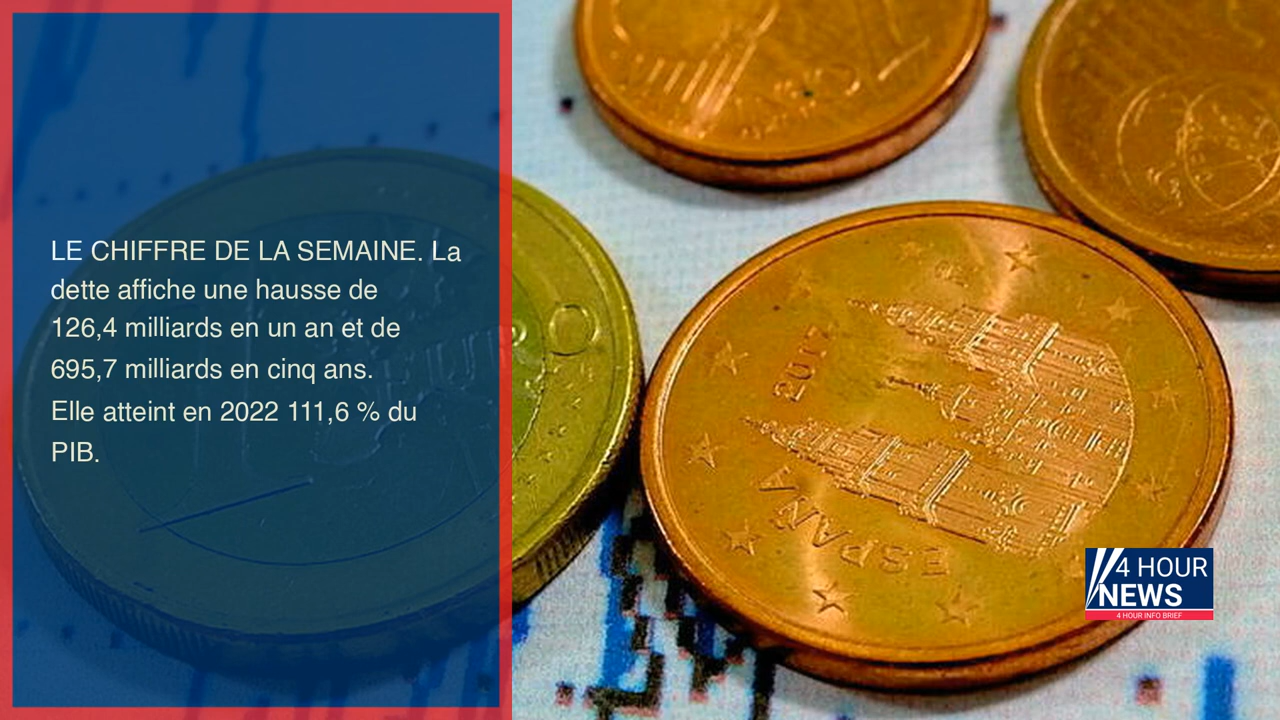 LE CHIFFRE DE LA SEMAINE. La
dette affiche une hausse de
126,4 milliards en un an et de
695,7 milliards en cinq ans.
Elle atteint en 2022 111,6 % du
PIB.
2017
ESPAÑA
4 HOUR
NEWS
4 HOUR INFO BRIEF